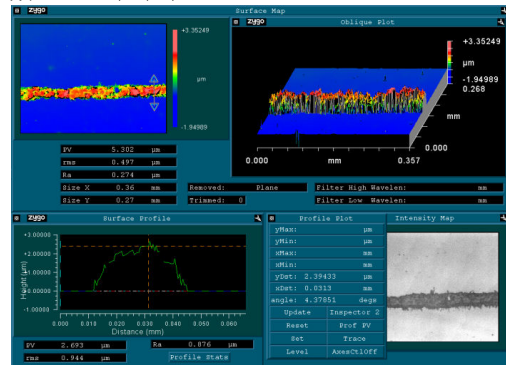 zygo Surface Map
+3.35249
µm
-1.94989
Oblique Plot
+3.35249
µm
-1.94989
0.268
mm
0.000
0.000 mm 0.357
PV 5.302 µm
rms 0.497 µm
Ra 0.274 µm
Size X 0.36 mm
Size Y 0.27 mm
Removed: Plane
Trimmed: 0
Filter High Wavelen: mm
Filter Low Wavelen: mm
zygo Surface Profile
+3.00000
+2.00000
+1.00000
+0.00000
-1.00000
Height (µm)
0.000 0.010 0.020 0.030 0.040 0.050 0.060
Distance (mm)
PV 2.693 µm
rms 0.944 µm
Ra 0.876 µm
Profile Stats
Profile Plot
yMax: µm
yMin: µm
xMax: mm
xMin: mm
yDst: 2.39433 µm
xDst: 0.0313 mm
angle: 4.37851 degs
Update Inspector 2
Reset Prof PV
Set Trace
Level AxesCtlOff
Intensity Map